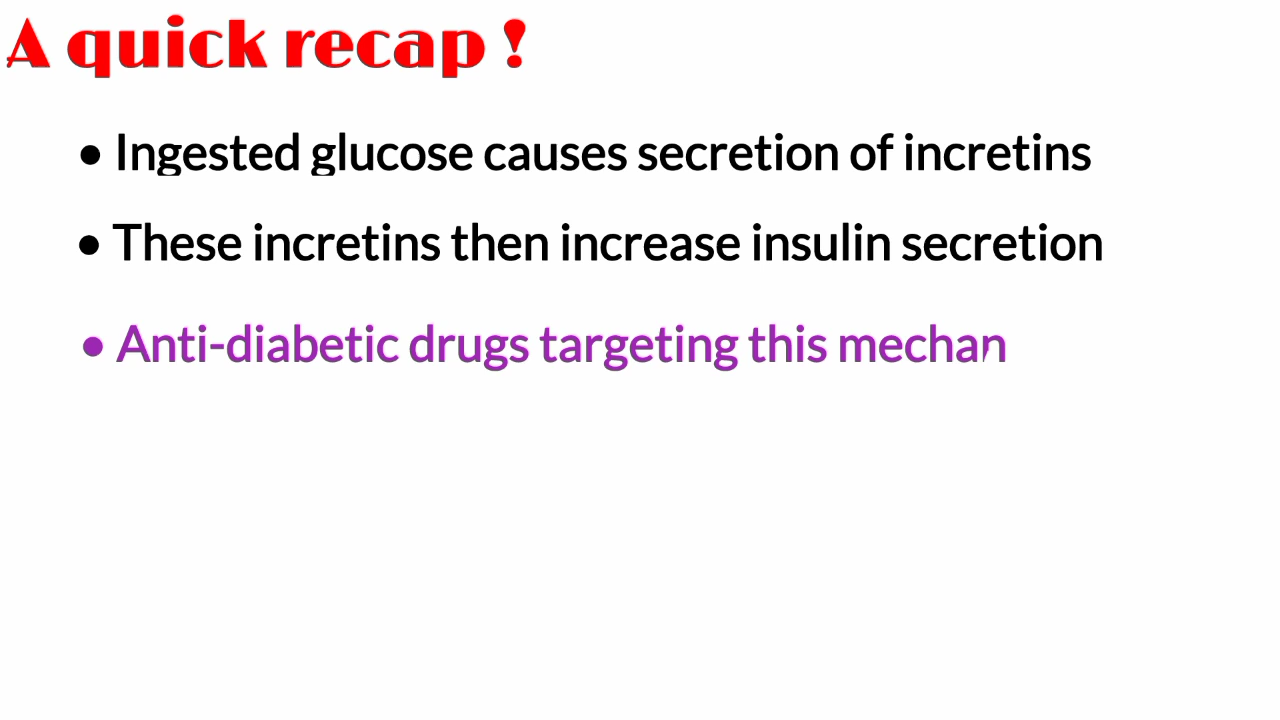 A quick recap !
• Ingested glucose causes secretion of incretins
• These incretins then increase insulin secretion
• Anti-diabetic drugs targeting this mechan